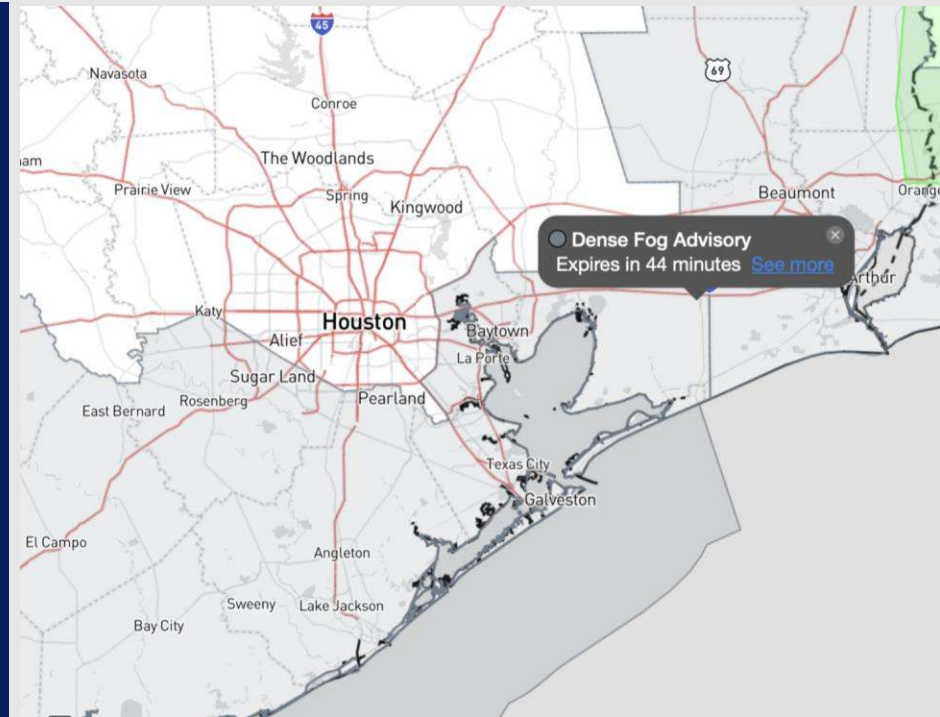 45
Navasota
69
Conroe
The Woodlands
Prairie View
Spring
Kingwood
Beaumont
Orange
Dense Fog Advisory
Expires in 44 minutes See more
Arthur
Katy
Houston
Baytown
Alief
La Porte
Sugar Land
Pearland
Rosenberg
East Bernard
Texas City
Galveston
El Campo
Angleton
Sweeny
Lake Jackson
Bay City